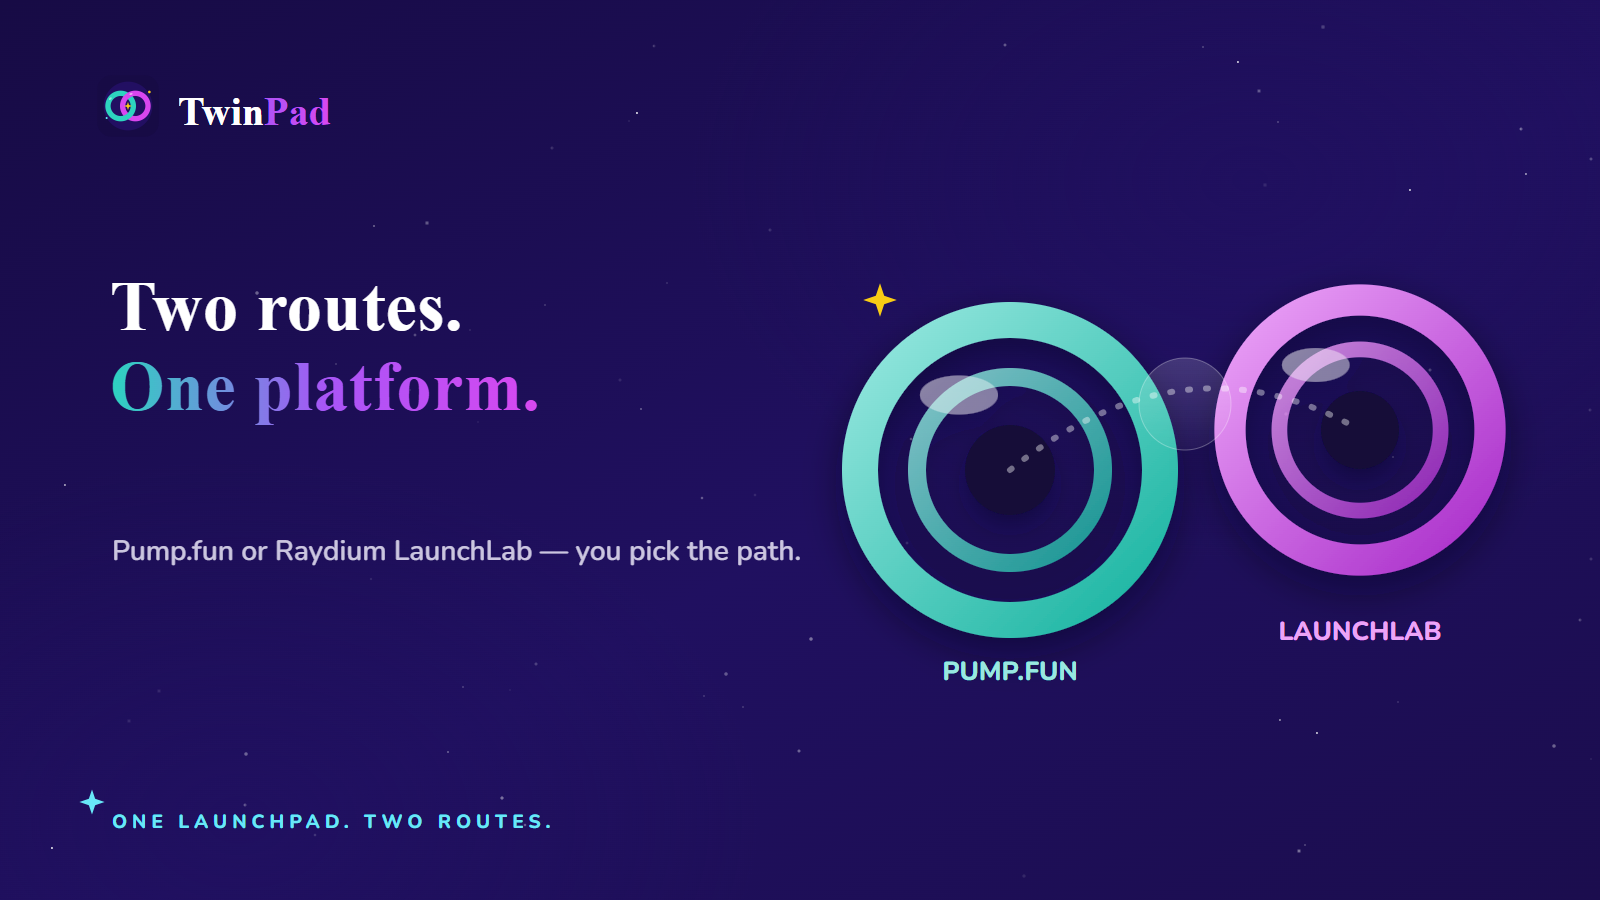 TwinPad
Two routes.
One platform.
Pump.fun or Raydium LaunchLab — you pick the path.
LAUNCHLAB
PUMP.FUN
ONE LAUNCHPAD. TWO ROUTES.